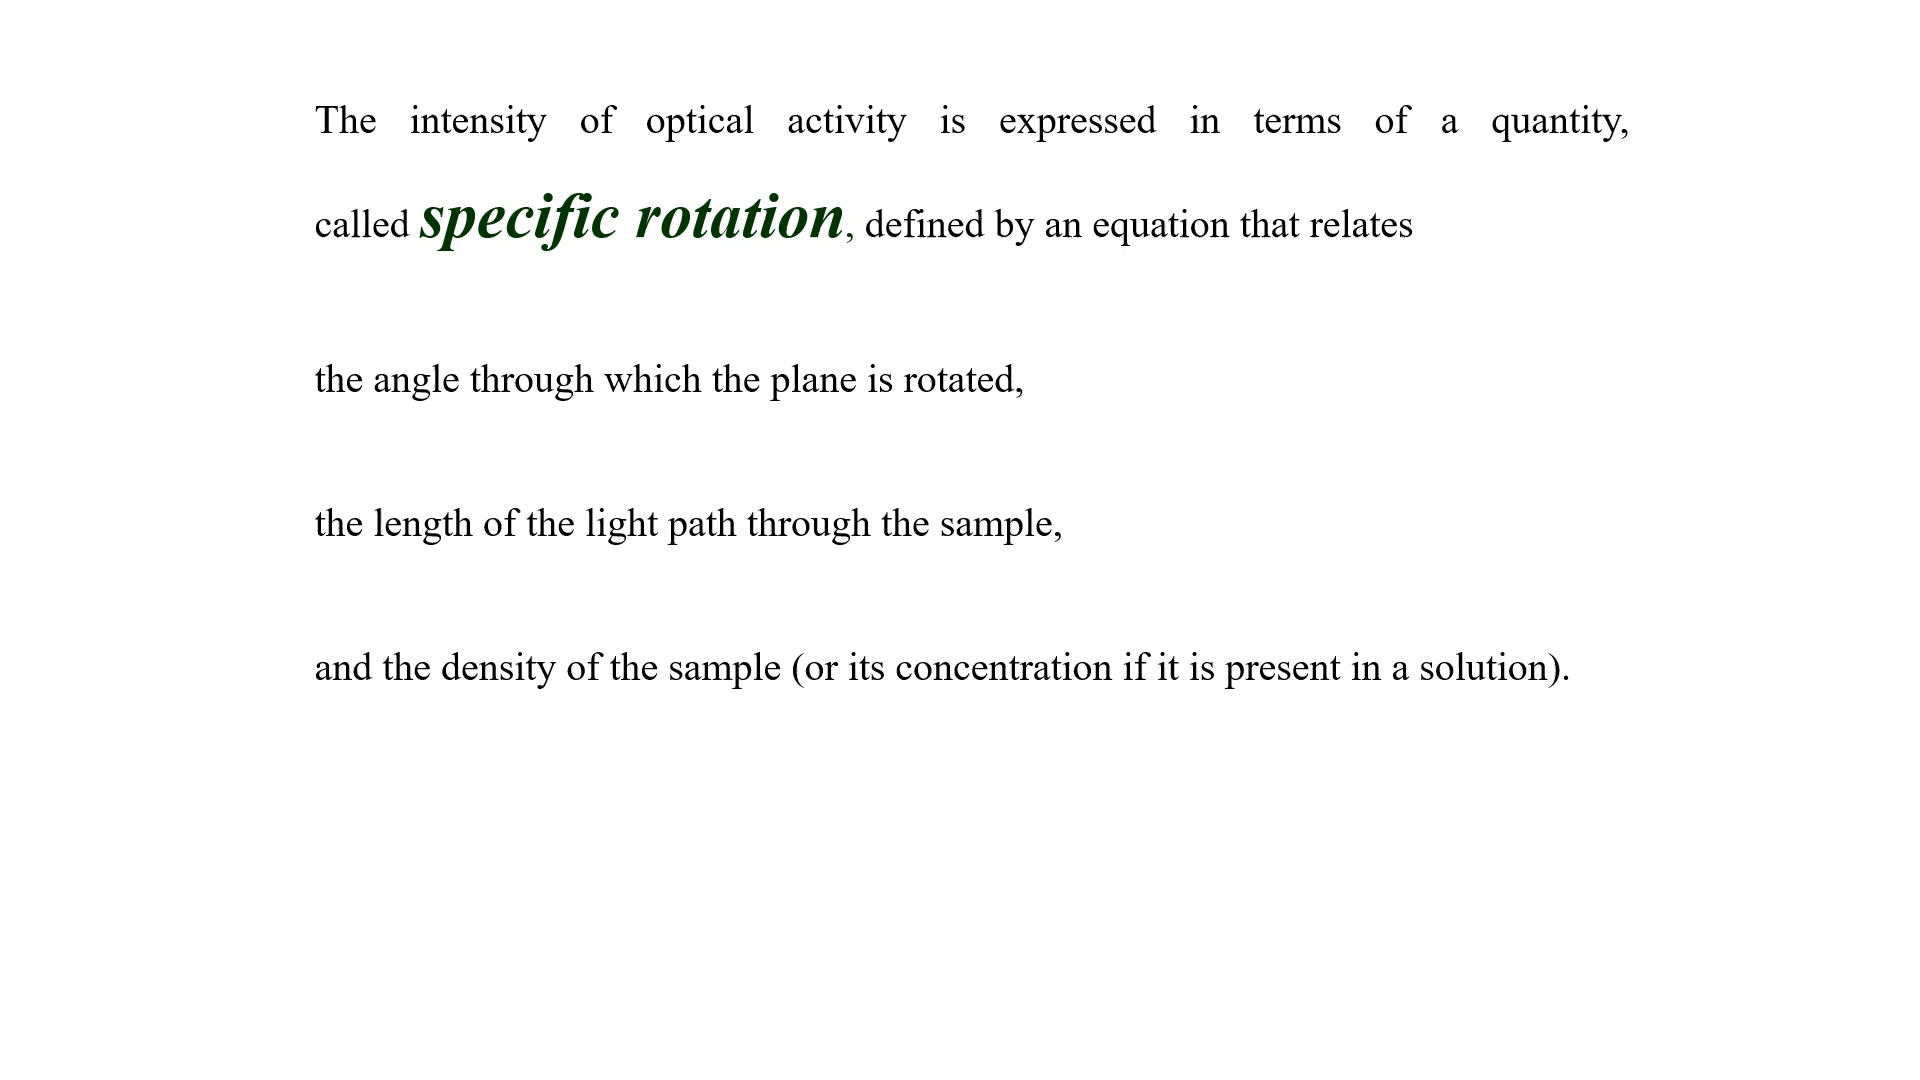 The intensity of optical activity is expressed in terms of a quantity,
called specific rotation, defined by an equation that relates
the angle through which the plane is rotated,
the length of the light path through the sample,
and the density of the sample (or its concentration if it is present in a solution).